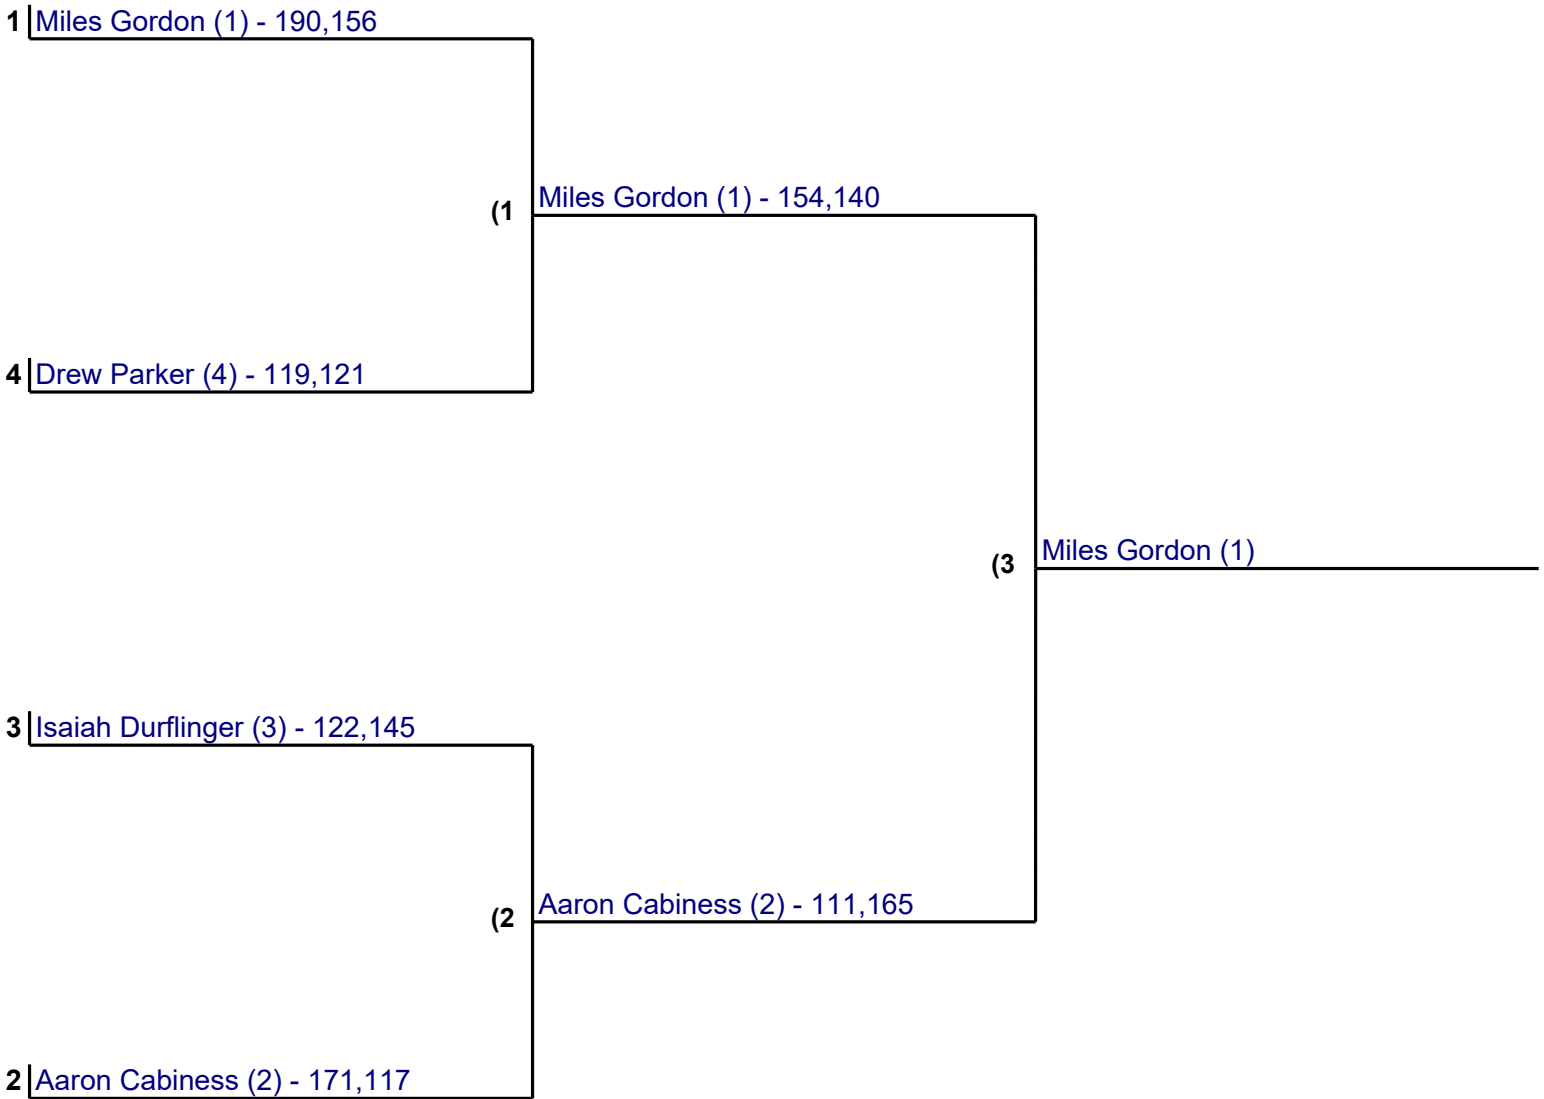 1 Miles Gordon (1) - 190,156
(1 Miles Gordon (1) - 154,140
4 Drew Parker (4) - 119,121
(3 Miles Gordon (1)
3 Isaiah Durflinger (3) - 122,145
(2 Aaron Cabiness (2) - 111,165
2 Aaron Cabiness (2) - 171,117